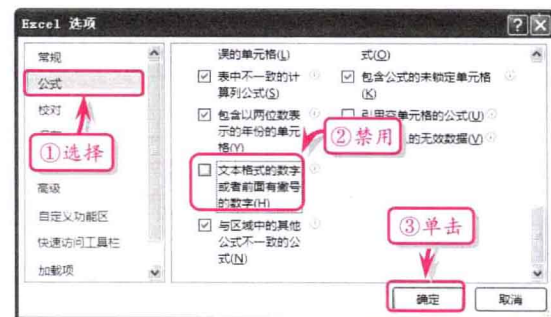 Excel 选项
常规
公式
校对
①选择
高级
自定义功能区
快速访问工具栏
加载项
误的单元格(L)
表中不一致的计
算列公式(S)
包含以两位数表
示的年份的单元
格(Y)
文本格式的数字
或者前面有撇号
的数字(H)
与区域中的其他
公式不一致的公
式(N)
式(O)
包含公式的未锁定单元格
(K)
引用空单元格的公式(U)
②禁用
的无效数据(V)
③单击
确定
取消